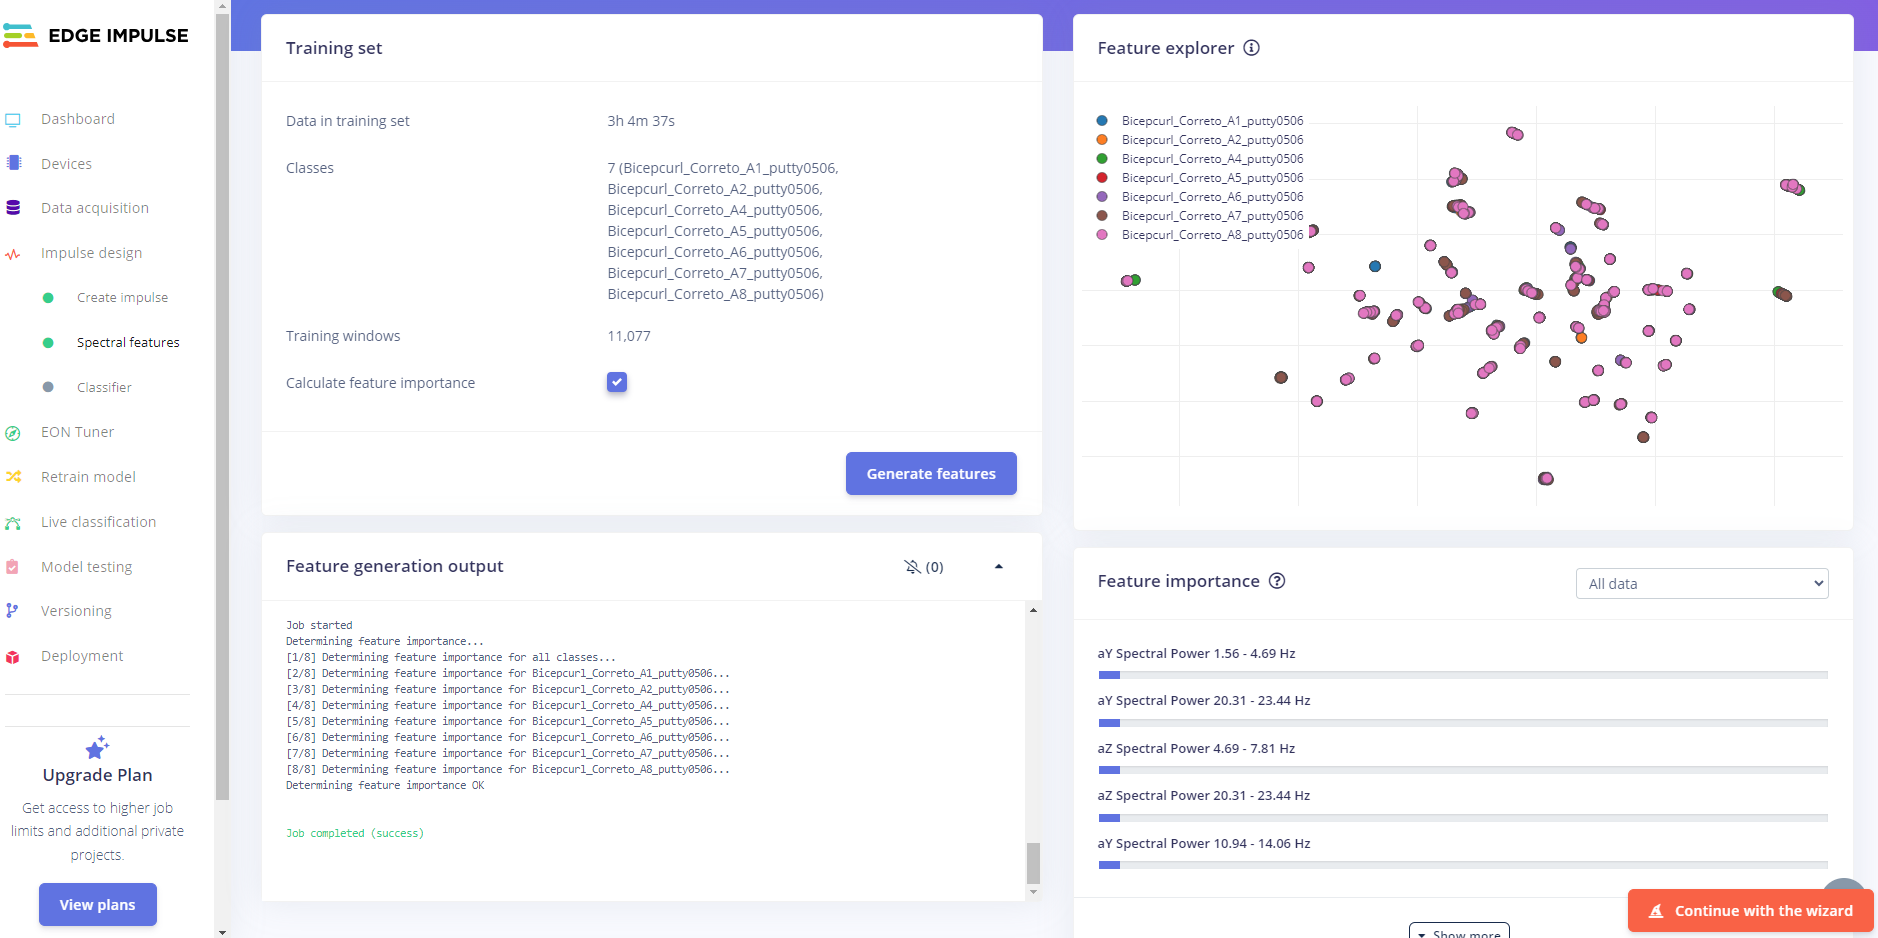 EDGE IMPULSE
Dashboard
Devices
Data acquisition
Impulse design
Create impulse
Spectral features
Classifier
EON Tuner
Retrain model
Live classification
Model testing
Versioning
Deployment
Upgrade Plan
Get access to higher job
limits and additional private
projects.
View plans
Training set
Data in training set
3h 4m 37s
Classes
7 (Bicepcurl_Correto_A1_putty0506,
Bicepcurl_Correto_A2_putty0506,
Bicepcurl_Correto_A4_putty0506,
Bicepcurl_Correto_A5_putty0506,
Bicepcurl_Correto_A6_putty0506,
Bicepcurl_Correto_A7_putty0506,
Bicepcurl_Correto_A8_putty0506)
Training windows
11,077
Calculate feature importance
Generate features
Feature generation output
(0)
Job started
Determining feature importance...
[1/8] Determining feature importance for all classes...
[2/8] Determining feature importance for Bicepcurl_Correto_A1_putty0506...
[3/8] Determining feature importance for Bicepcurl_Correto_A2_putty0506...
[4/8] Determining feature importance for Bicepcurl_Correto_A4_putty0506...
[5/8] Determining feature importance for Bicepcurl_Correto_A5_putty0506...
[6/8] Determining feature importance for Bicepcurl_Correto_A6_putty0506...
[7/8] Determining feature importance for Bicepcurl_Correto_A7_putty0506...
[8/8] Determining feature importance for Bicepcurl_Correto_A8_putty0506...
Determining feature importance OK
Job completed (success)
Feature explorer
Bicepcurl_Correto_A1_putty0506
Bicepcurl_Correto_A2_putty0506
Bicepcurl_Correto_A4_putty0506
Bicepcurl_Correto_A5_putty0506
Bicepcurl_Correto_A6_putty0506
Bicepcurl_Correto_A7_putty0506
Bicepcurl_Correto_A8_putty0506
Feature importance
All data
aY Spectral Power 1.56 - 4.69 Hz
aY Spectral Power 20.31 - 23.44 Hz
aZ Spectral Power 4.69 - 7.81 Hz
aZ Spectral Power 20.31 - 23.44 Hz
aY Spectral Power 10.94 - 14.06 Hz
Show more
Continue with the wizard